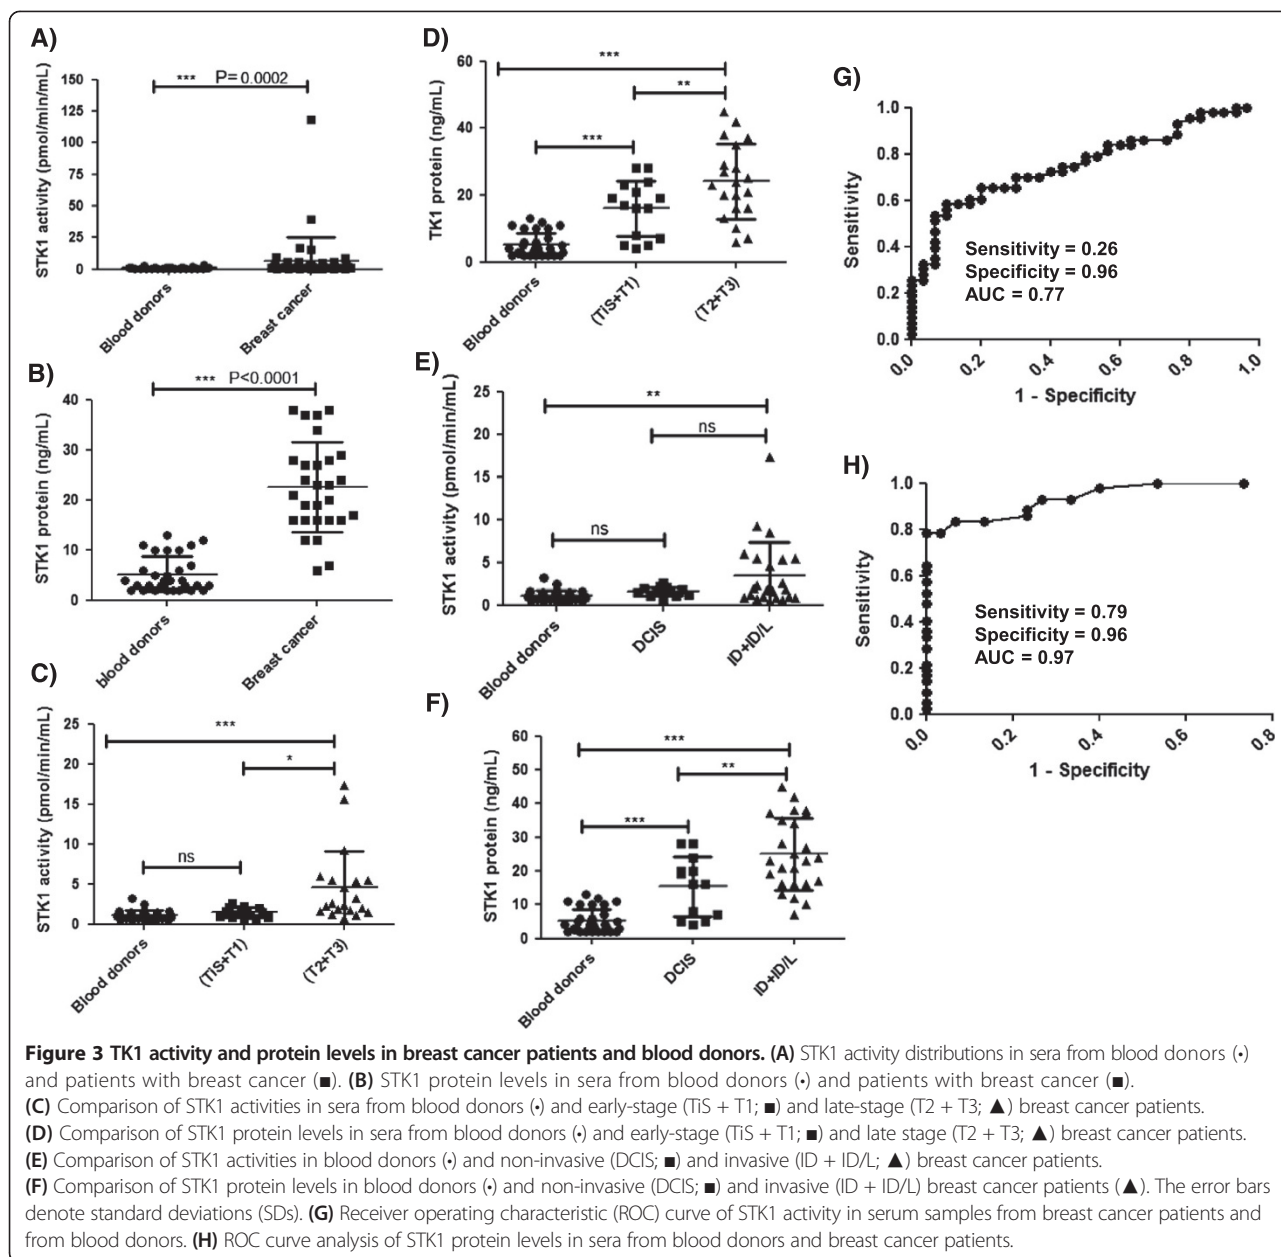 A)
STK1 activity (pmol/min/mL)
150
125
100
75
50
25
0
*** P= 0.0002
Blood donors
Breast cancer
B)
STK1 protein (ng/mL)
40
30
20
10
0
*** P<0.0001
blood donors
Breast cancer
C)
STK1 activity (pmol/min/mL)
25
20
15
10
5
0
***
*
ns
Blood donors
(TiS+T1)
(T2+T3)
D)
TK1 protein (ng/mL)
60
40
20
0
***
**
***
Blood donors
(TiS+T1)
(T2+T3)
E)
STK1 activity (pmol/min/mL)
25
20
15
10
5
0
**
ns
ns
Blood donors
DCIS
ID+ID/L
F)
STK1 protein (ng/mL)
60
50
40
30
20
10
0
***
**
***
Blood donors
DCIS
ID+ID/L
G)
Sensitivity
1.0
0.8
0.6
0.4
0.2
0.0
Sensitivity = 0.26
Specificity = 0.96
AUC = 0.77
0.0 0.2 0.4 0.6 0.8 1.0
1 - Specificity
H)
Sensitivity
1.0
0.8
0.6
0.4
0.2
0.0
Sensitivity = 0.79
Specificity = 0.96
AUC = 0.97
0.0 0.2 0.4 0.6 0.8
1 - Specificity
Figure 3 TK1 activity and protein levels in breast cancer patients and blood donors. (A) STK1 activity distributions in sera from blood donors (•)
and patients with breast cancer (■). (B) STK1 protein levels in sera from blood donors (•) and patients with breast cancer (■).
(C) Comparison of STK1 activities in sera from blood donors (•) and early-stage (TiS + T1; ■) and late-stage (T2 + T3; ▲) breast cancer patients.
(D) Comparison of STK1 protein levels in sera from blood donors (•) and early-stage (TiS + T1; ■) and late stage (T2 + T3; ▲) breast cancer patients.
(E) Comparison of STK1 activities in blood donors (•) and non-invasive (DCIS; ■) and invasive (ID + ID/L; ▲) breast cancer patients.
(F) Comparison of STK1 protein levels in blood donors (•) and non-invasive (DCIS; ■) and invasive (ID + ID/L) breast cancer patients (▲). The error bars
denote standard deviations (SDs). (G) Receiver operating characteristic (ROC) curve of STK1 activity in serum samples from breast cancer patients and
from blood donors. (H) ROC curve analysis of STK1 protein levels in sera from blood donors and breast cancer patients.